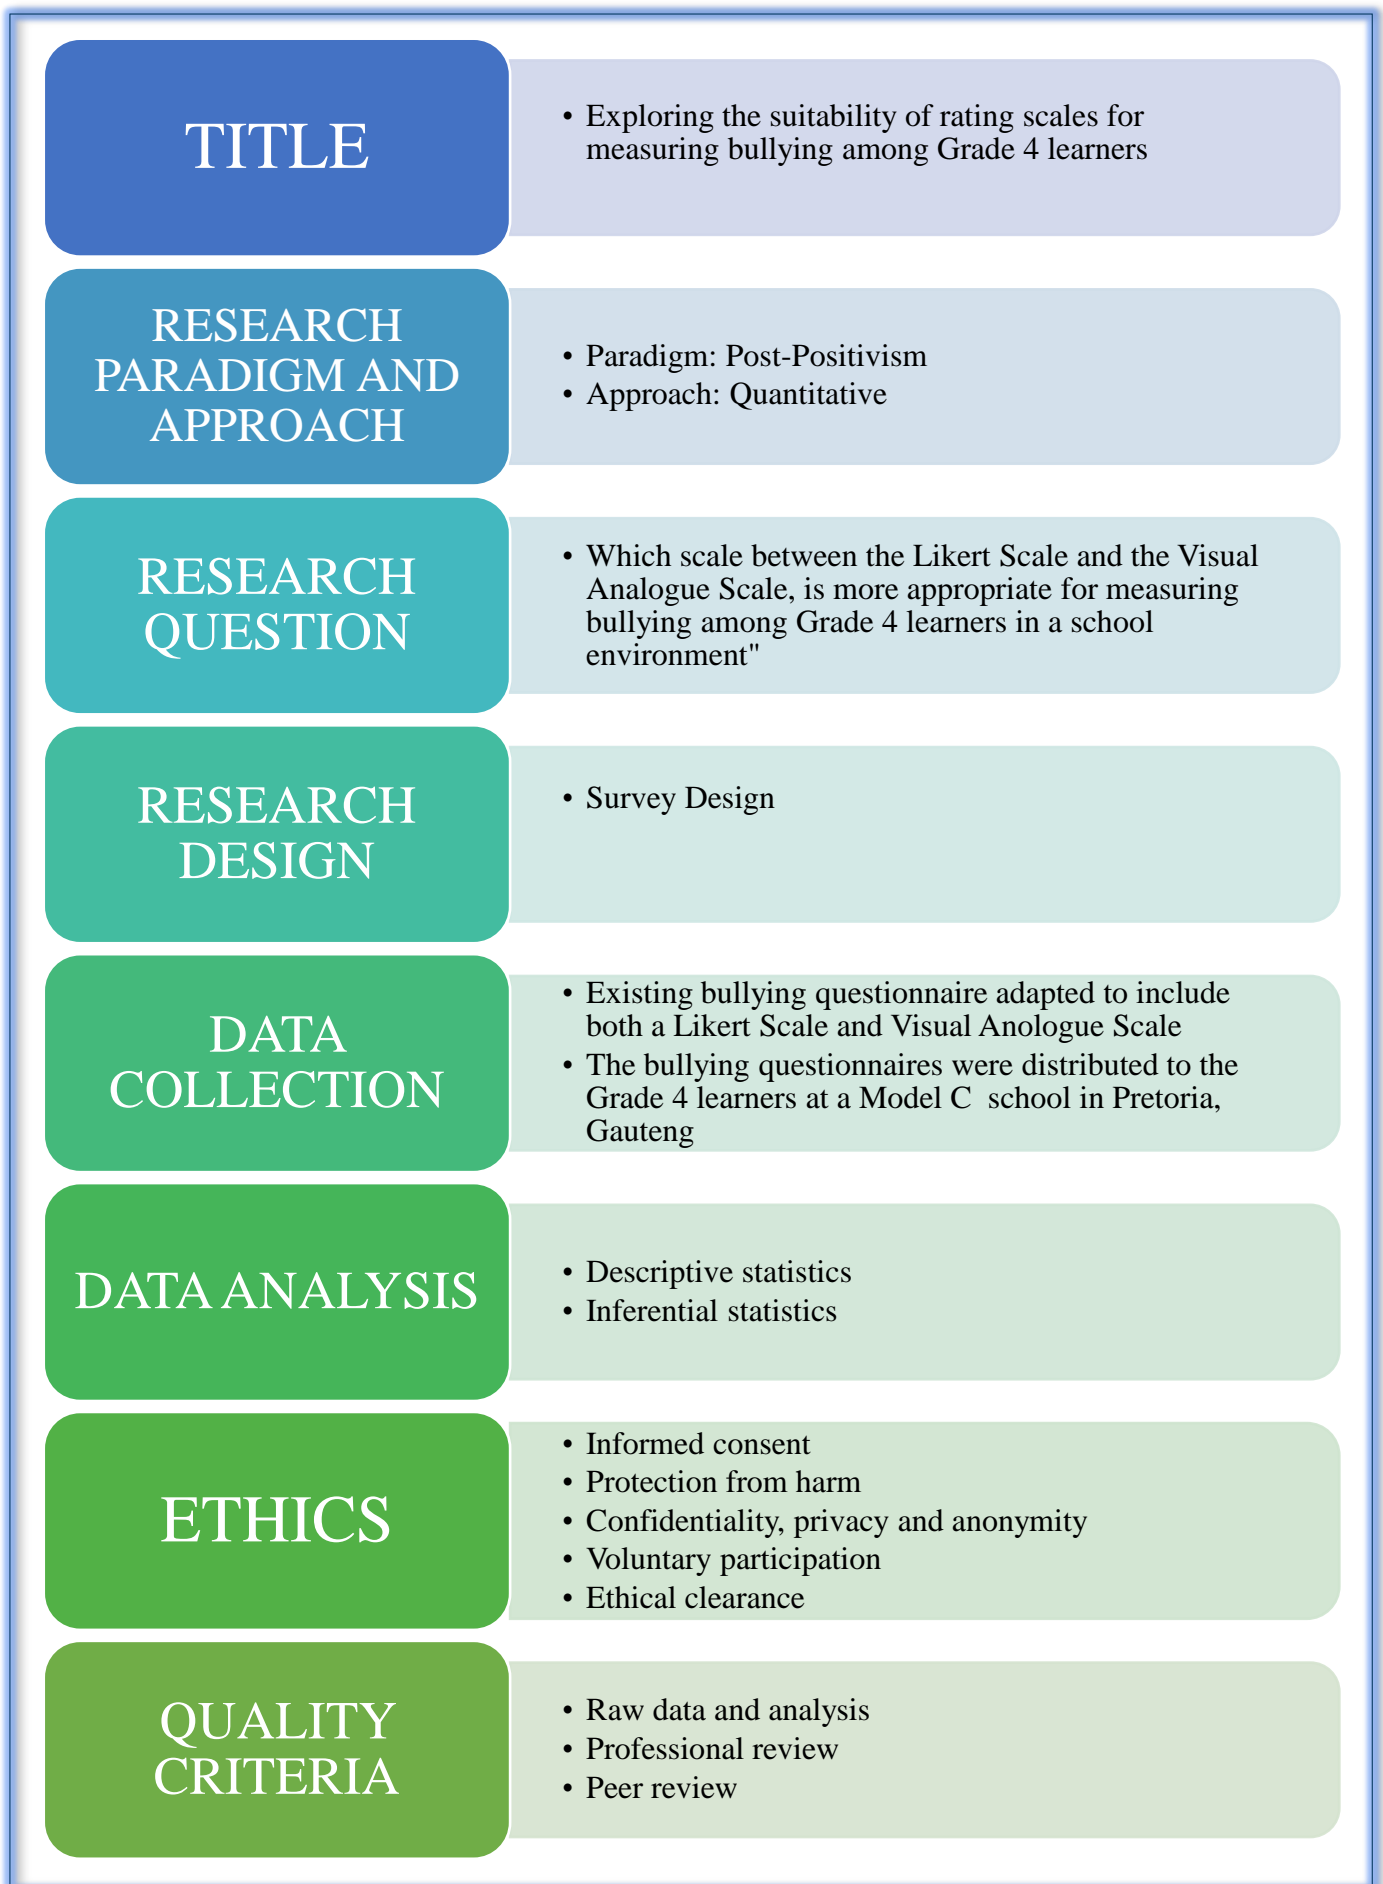 TITLE
• Exploring the suitability of rating scales for
measuring bullying among Grade 4 learners
RESEARCH
PARADIGM AND
APPROACH
• Paradigm: Post-Positivism
• Approach: Quantitative
RESEARCH
QUESTION
• Which scale between the Likert Scale and the Visual
Analogue Scale, is more appropriate for measuring
bullying among Grade 4 learners in a school
environment"
RESEARCH
DESIGN
• Survey Design
DATA
COLLECTION
• Existing bullying questionnaire adapted to include
both a Likert Scale and Visual Anologue Scale
• The bullying questionnaires were distributed to the
Grade 4 learners at a Model C  school in Pretoria,
Gauteng
DATA ANALYSIS
• Descriptive statistics
• Inferential statistics
ETHICS
• Informed consent
• Protection from harm
• Confidentiality, privacy and anonymity
• Voluntary participation
• Ethical clearance
QUALITY
CRITERIA
• Raw data and analysis
• Professional review
• Peer review